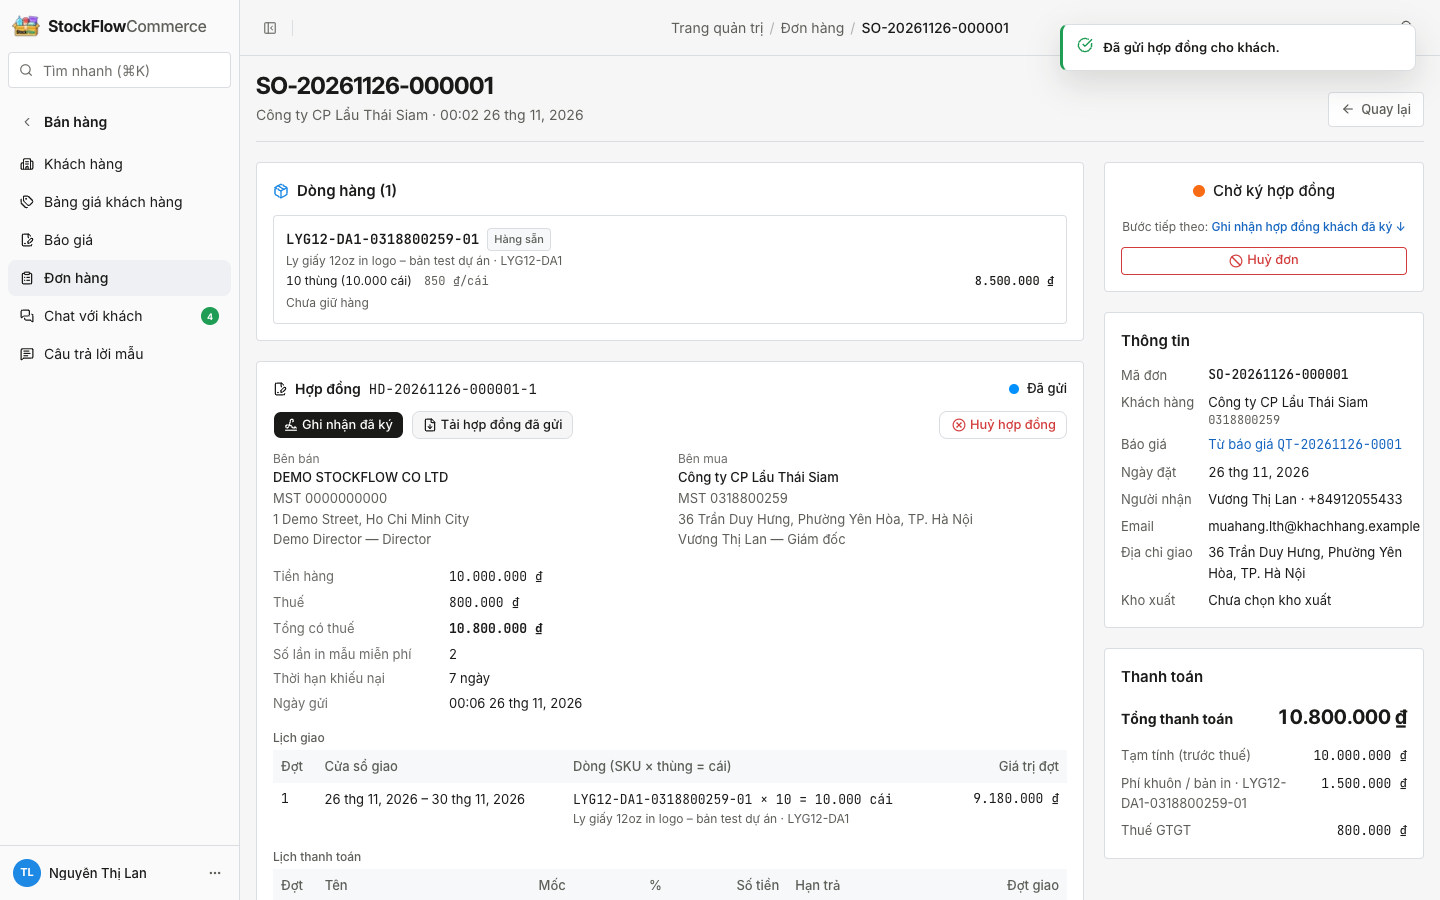 StockFlowCommerce
Tìm nhanh (⌘K)
Bán hàng
Khách hàng
Bảng giá khách hàng
Báo giá
Đơn hàng
Chat với khách 4
Câu trả lời mẫu
TL Nguyễn Thị Lan
Trang quản trị / Đơn hàng / SO-20261126-000001
Đã gửi hợp đồng cho khách.
SO-20261126-000001
Công ty CP Lẩu Thái Siam · 00:02 26 thg 11, 2026
Quay lại
Dòng hàng (1)
LYG12-DA1-0318800259-01 Hàng sẵn
Ly giấy 12oz in logo – bản test dự án · LYG12-DA1
10 thùng (10.000 cái) 850 ₫/cái 8.500.000 ₫
Chưa giữ hàng
Hợp đồng HD-20261126-000001-1 Đã gửi
Ghi nhận đã ký Tải hợp đồng đã gửi Huỷ hợp đồng
Bên bán
DEMO STOCKFLOW CO LTD
MST 0000000000
1 Demo Street, Ho Chi Minh City
Demo Director — Director
Bên mua
Công ty CP Lẩu Thái Siam
MST 0318800259
36 Trần Duy Hưng, Phường Yên Hòa, TP. Hà Nội
Vương Thị Lan — Giám đốc
Tiền hàng 10.000.000 ₫
Thuế 800.000 ₫
Tổng có thuế 10.800.000 ₫
Số lần in mẫu miễn phí 2
Thời hạn khiếu nại 7 ngày
Ngày gửi 00:06 26 thg 11, 2026
Lịch giao
Đợt Cửa sổ giao Dòng (SKU × thùng = cái) Giá trị đợt
1 26 thg 11, 2026 – 30 thg 11, 2026 LYG12-DA1-0318800259-01 × 10 = 10.000 cái 9.180.000 ₫
Ly giấy 12oz in logo – bản test dự án · LYG12-DA1
Lịch thanh toán
Đợt Tên Mốc % Số tiền Hạn trả Đợt giao
Chờ ký hợp đồng
Bước tiếp theo: Ghi nhận hợp đồng khách đã ký ↓
Huỷ đơn
Thông tin
Mã đơn SO-20261126-000001
Khách hàng Công ty CP Lẩu Thái Siam
0318800259
Báo giá Từ báo giá QT-20261126-0001
Ngày đặt 26 thg 11, 2026
Người nhận Vương Thị Lan · +84912055433
Email muahang.lth@khachhang.example
Địa chỉ giao 36 Trần Duy Hưng, Phường Yên
Hòa, TP. Hà Nội
Kho xuất Chưa chọn kho xuất
Thanh toán
Tổng thanh toán 10.800.000 ₫
Tạm tính (trước thuế) 10.000.000 ₫
Phí khuôn / bản in · LYG12- 1.500.000 ₫
DA1-0318800259-01
Thuế GTGT 800.000 ₫